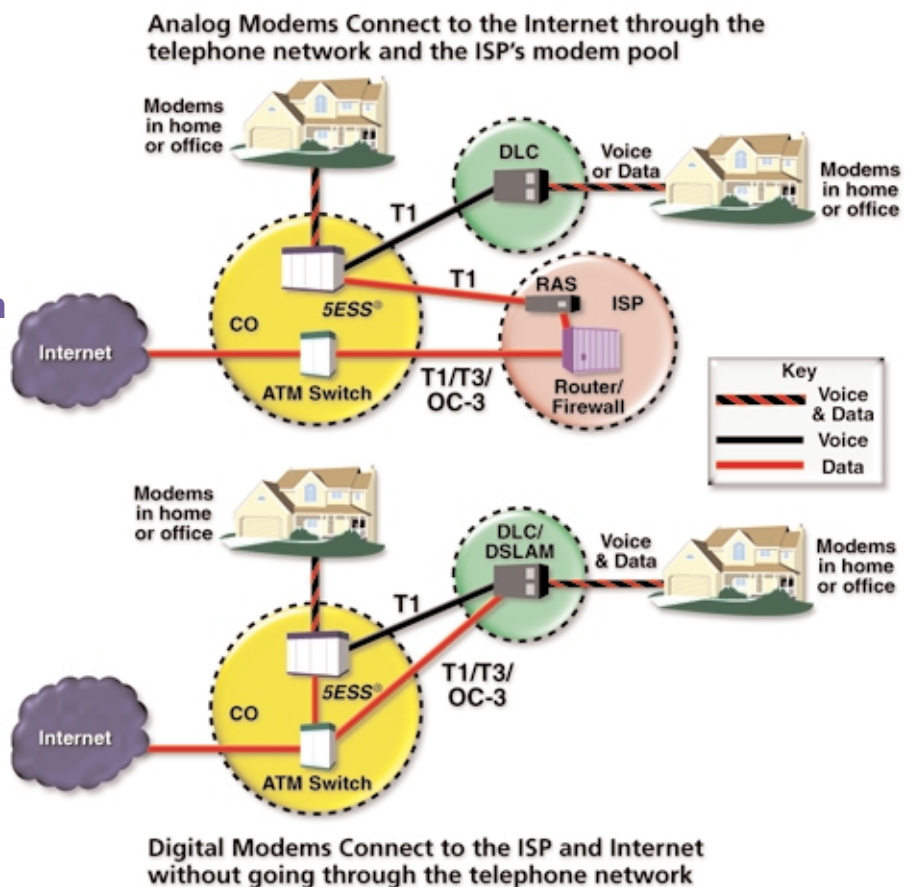 Analog Modems Connect to the Internet through the
telephone network and the ISP's modem pool
Modems
in home
or office
DLC
Voice
or Data
Modems
in home
or office
T1
T1
RAS
ISP
5ESS®
CO
Internet
ATM Switch
T1/T3/
OC-3
Router/
Firewall
Key
Voice
& Data
Voice
Data
Modems
in home
or office
DLC/
DSLAM
Voice
& Data
Modems
in home
or office
T1
T1/T3/
OC-3
5ESS®
CO
Internet
ATM Switch
Digital Modems Connect to the ISP and Internet
without going through the telephone network